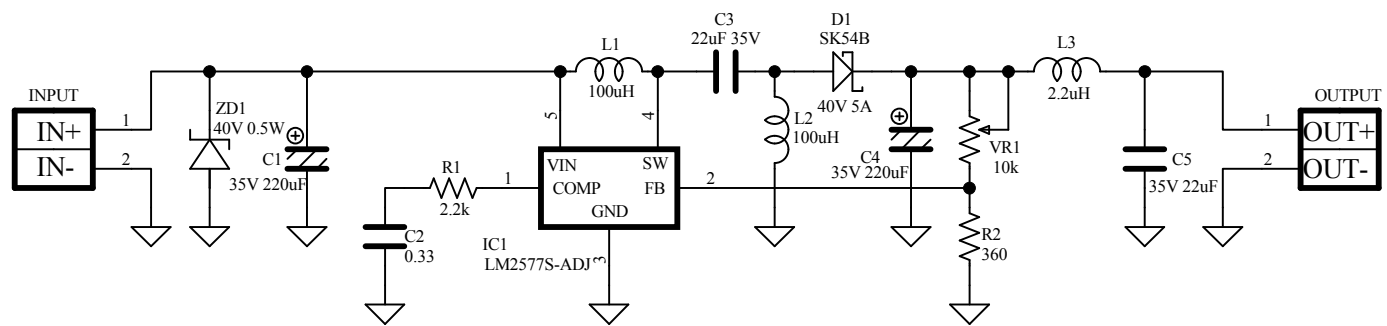 INPUT
IN+
IN-
1
2
ZD1
40V 0.5W
C1
35V 220uF
L1
100uH
5
4
VIN
SW
COMP
FB
GND
1
2
3
IC1
LM2577S-ADJ
R1
2.2k
C2
0.33
C3
22uF 35V
L2
100uH
D1
SK54B
40V 5A
C4
35V 220uF
VR1
10k
R2
360
L3
2.2uH
C5
35V 22uF
OUTPUT
1
2
OUT+
OUT-